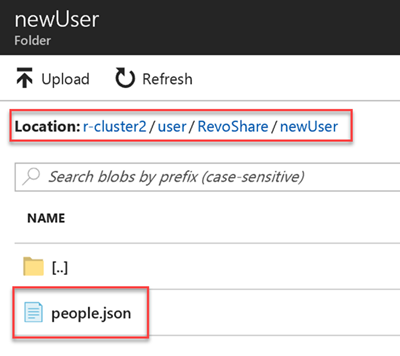 newUser
Folder
Upload Refresh
Location: r-cluster2 / user / RevoShare / newUser
Search blobs by prefix (case-sensitive)
NAME
[..]
people.json